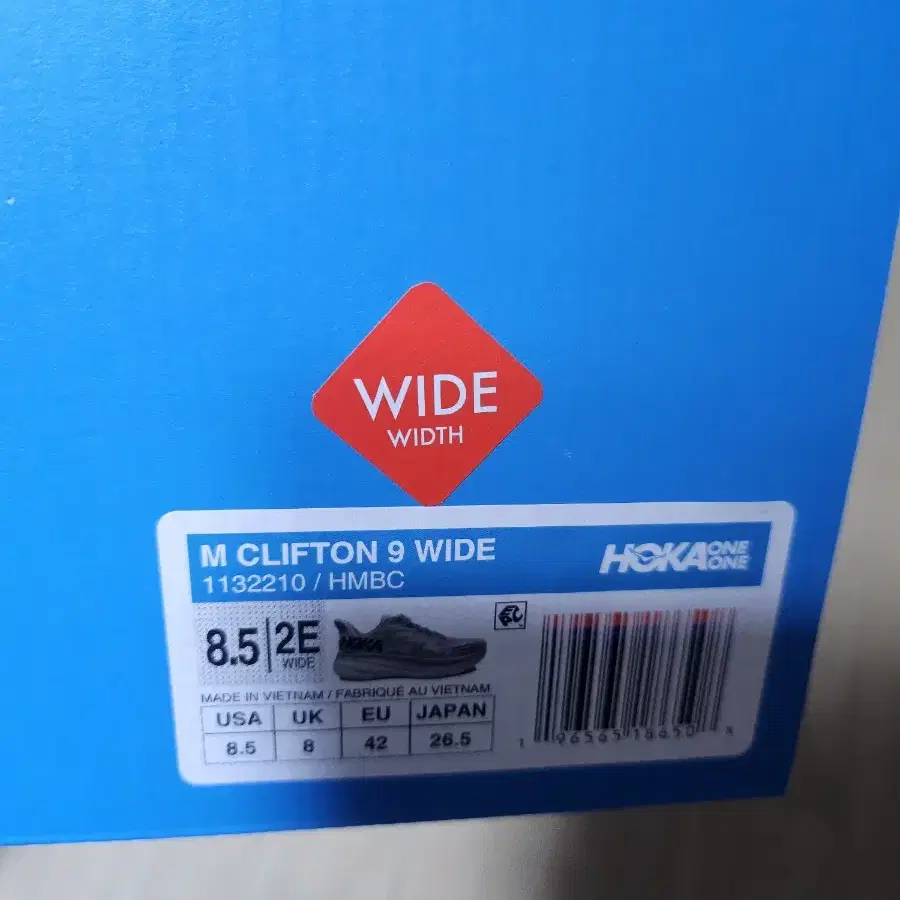 WIDE
WIDTH
M CLIFTON 9 WIDE
1132210 / HMBC
HOKA ONE ONE
8.5 2E WIDE
HOKA
MADE IN VIETNAM / FABRIQUÉ AU VIETNAM
USA UK EU JAPAN
8.5 8 42 26.5